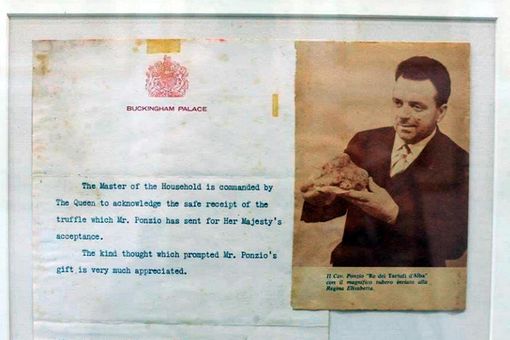 BUCKINGHAM PALACE
The Master of the Household is commanded by
The Queen to acknowledge the safe receipt of the
truffle which Mr. Ponzio has sent for Her Majesty's
acceptance.
The kind thought which prompted Mr. Ponzio's
gift is very much appreciated.
Il Cav. Ponzio "Re dei Tartufi d'Alba"
con il magnifico tubero inviato alla
Regina Elisabetta.